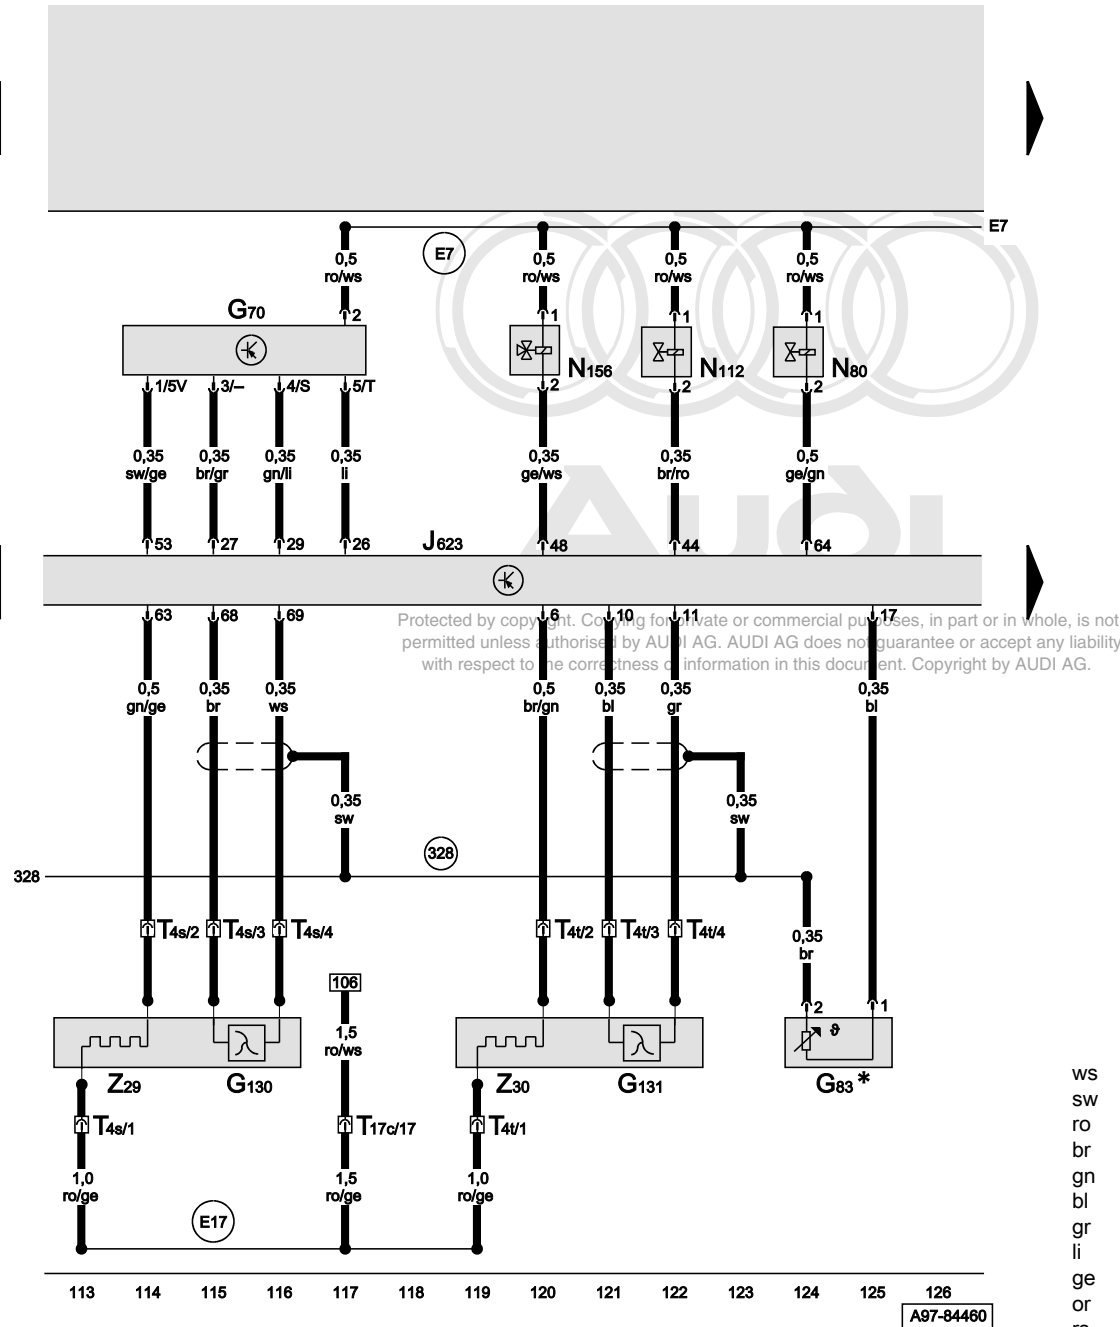 E7
E7
0,5 0,5 0,5 0,5
ro/ws ro/ws ro/ws ro/ws
G70 2 1 1 1
N156 N112 N80
1/5V 3/– 4/S 5/T 2 2 2
0,35 0,35 0,35 0,35 0,35 0,35 0,5
sw/ge br/gr gn/li li ge/ws br/ro ge/gn
Audi
53 27 29 26 J623 48 44 64
63 68 69 6 10 11 17
Protected by copyright. Copying for private or commercial purposes, in part or in whole, is not
permitted unless authorised by AUDI AG. AUDI AG does not guarantee or accept any liability
with respect to the correctness of information in this document. Copyright by AUDI AG.
0,5 0,35 0,35 0,5 0,35 0,35 0,35
gn/ge br ws br/gn bl gr bl
0,35 0,35
sw sw
328
328
T4s/2 T4s/3 T4s/4 T4t/2 T4t/3 T4t/4
0,35
br
106
2 1
1,5 ϑ
ro/ws
Z29 G130 Z30 G131 G83 *
T4s/1 T17c/17 T4t/1
1,0 1,5 1,0
ro/ge ro/ge ro/ge
E17
113 114 115 116 117 118 119 120 121 122 123 124 125 126
A97-84460
ws
sw
ro
br
gn
bl
gr
li
ge
or